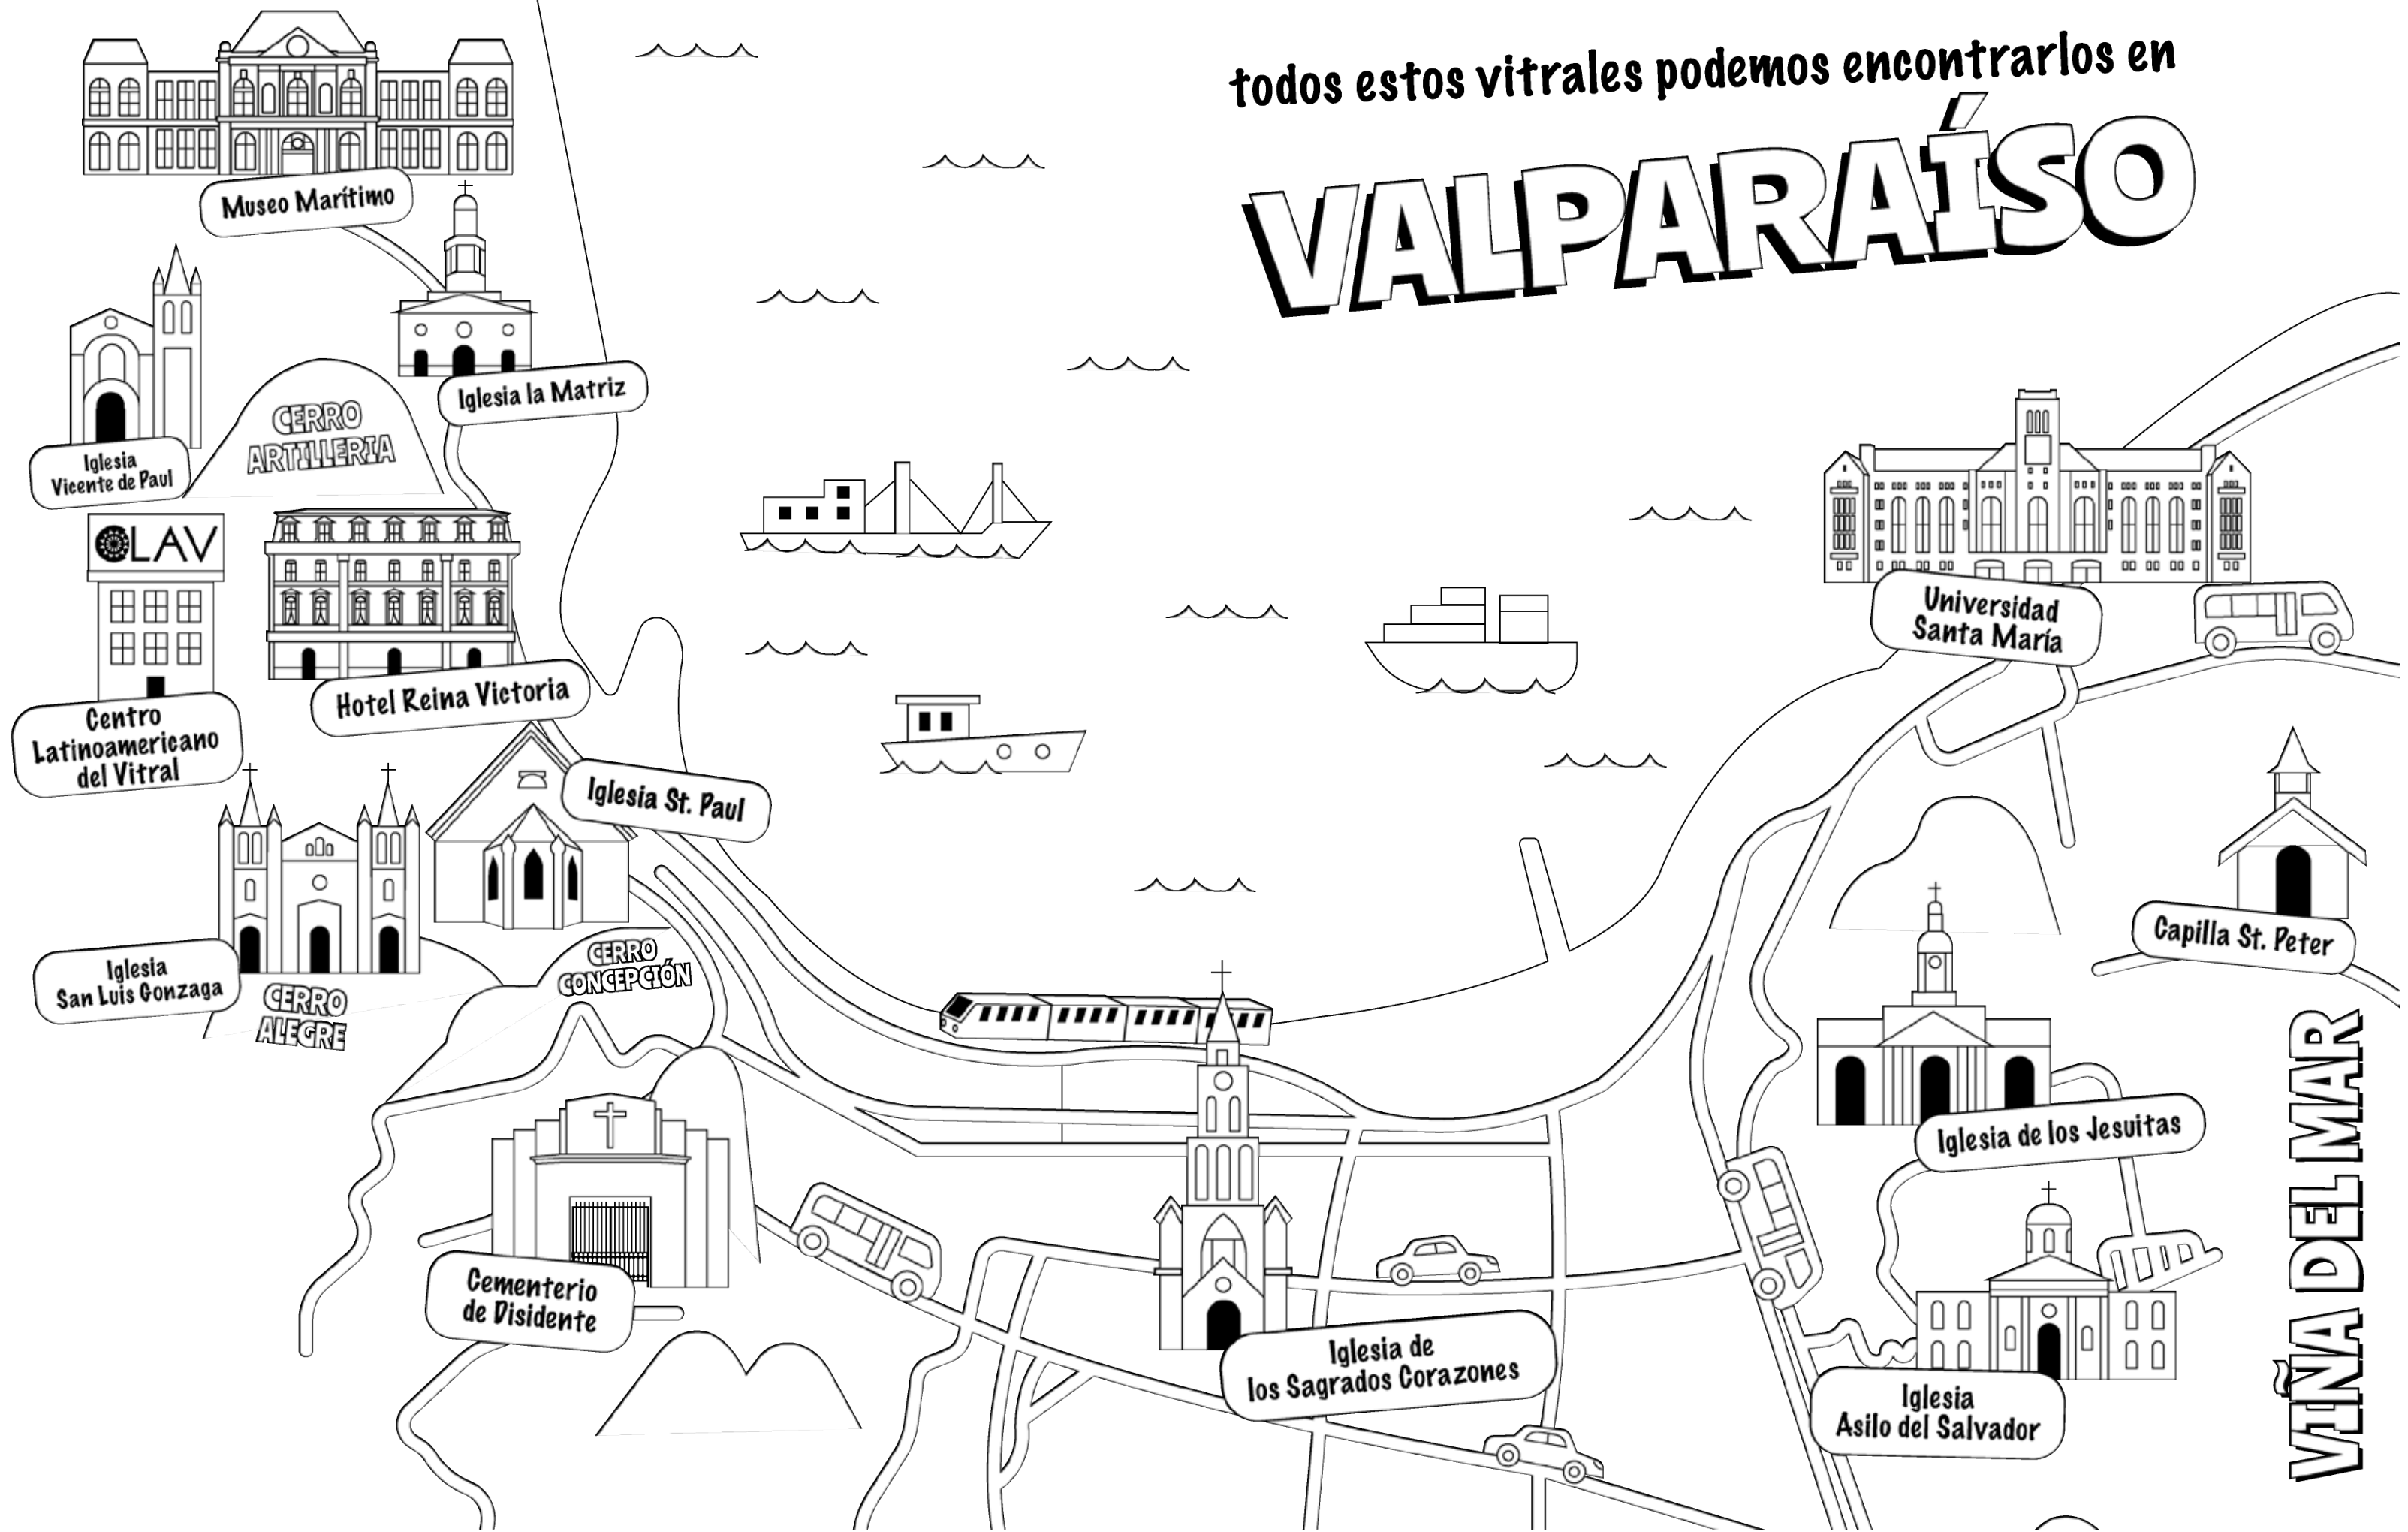 todos estos vitrales podemos encontrarlos en
VALPARAÍSO
Museo Marítimo
Iglesia la Matriz
CERRO
ARTILLERIA
Iglesia
Vicente de Paul
CLAV
Hotel Reina Victoria
Centro
Latinoamericano
del Vitral
Iglesia St. Paul
Iglesia
San Luis Gonzaga
CERRO
ALEGRE
CERRO
CONCEPCIÓN
Cementerio
de Disidente
Iglesia de
los Sagrados Corazones
Universidad
Santa María
Capilla St. Peter
Iglesia de los Jesuitas
Iglesia
Asilo del Salvador
VIÑA DEL MAR